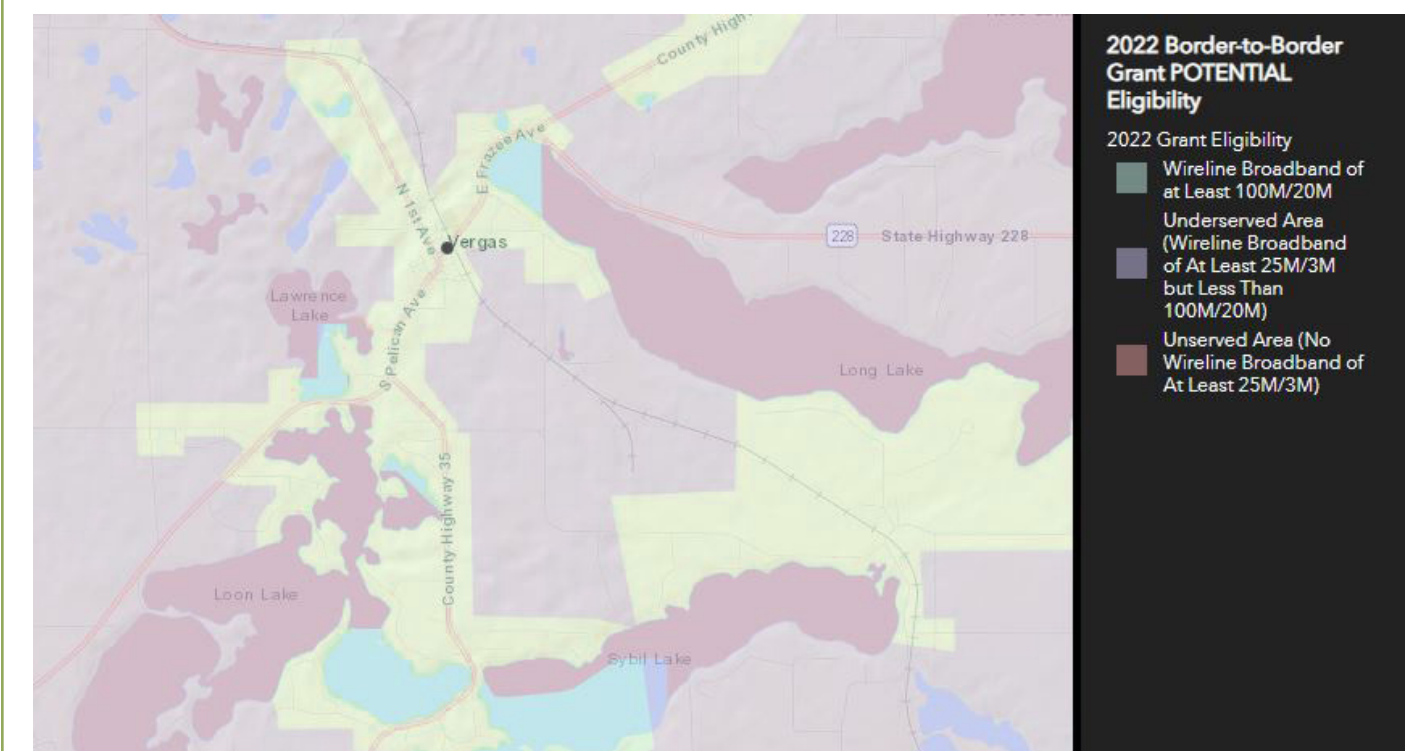 County High
E Frazee Ave
N 1st Ave
Vergas
228
State Highway 228
Lawrence
Lake
S Pelican Ave
Long Lake
County Highway 35
Loon Lake
Sybil Lake
2022 Border-to-Border
Grant POTENTIAL
Eligibility
2022 Grant Eligibility
Wireline Broadband of
at Least 100M/20M
Underserved Area
(Wireline Broadband
of At Least 25M/3M
but Less Than
100M/20M)
Unserved Area (No
Wireline Broadband of
At Least 25M/3M)